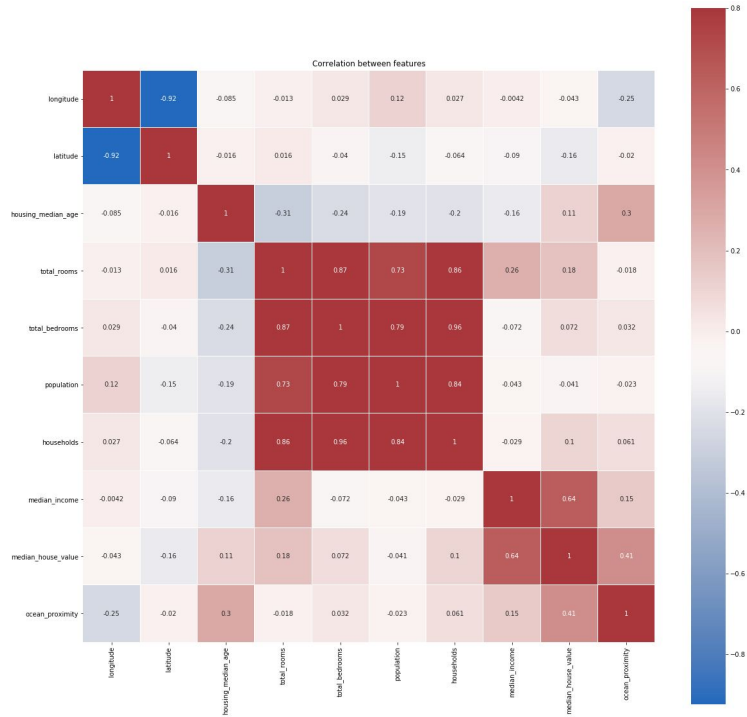 Correlation between features
0.8
0.6
0.4
0.2
0.0
−0.2
−0.4
−0.6
−0.8
longitude 1 -0.92 -0.085 -0.013 0.029 0.12 0.027 -0.0042 -0.043 -0.25
latitude -0.92 1 -0.016 0.016 -0.04 -0.15 -0.064 -0.09 -0.16 -0.02
housing_median_age -0.085 -0.016 1 -0.31 -0.24 -0.19 -0.2 -0.16 0.11 0.3
total_rooms -0.013 0.016 -0.31 1 0.87 0.73 0.86 0.26 0.18 -0.018
total_bedrooms 0.029 -0.04 -0.24 0.87 1 0.79 0.96 -0.072 0.072 0.032
population 0.12 -0.15 -0.19 0.73 0.79 1 0.84 -0.043 -0.041 -0.023
households 0.027 -0.064 -0.2 0.86 0.96 0.84 1 -0.029 0.1 0.061
median_income -0.0042 -0.09 -0.16 0.26 -0.072 -0.043 -0.029 1 0.64 0.15
median_house_value -0.043 -0.16 0.11 0.18 0.072 -0.041 0.1 0.64 1 0.41
ocean_proximity -0.25 -0.02 0.3 -0.018 0.032 -0.023 0.061 0.15 0.41 1
longitude
latitude
housing_median_age
total_rooms
total_bedrooms
population
households
median_income
median_house_value
ocean_proximity